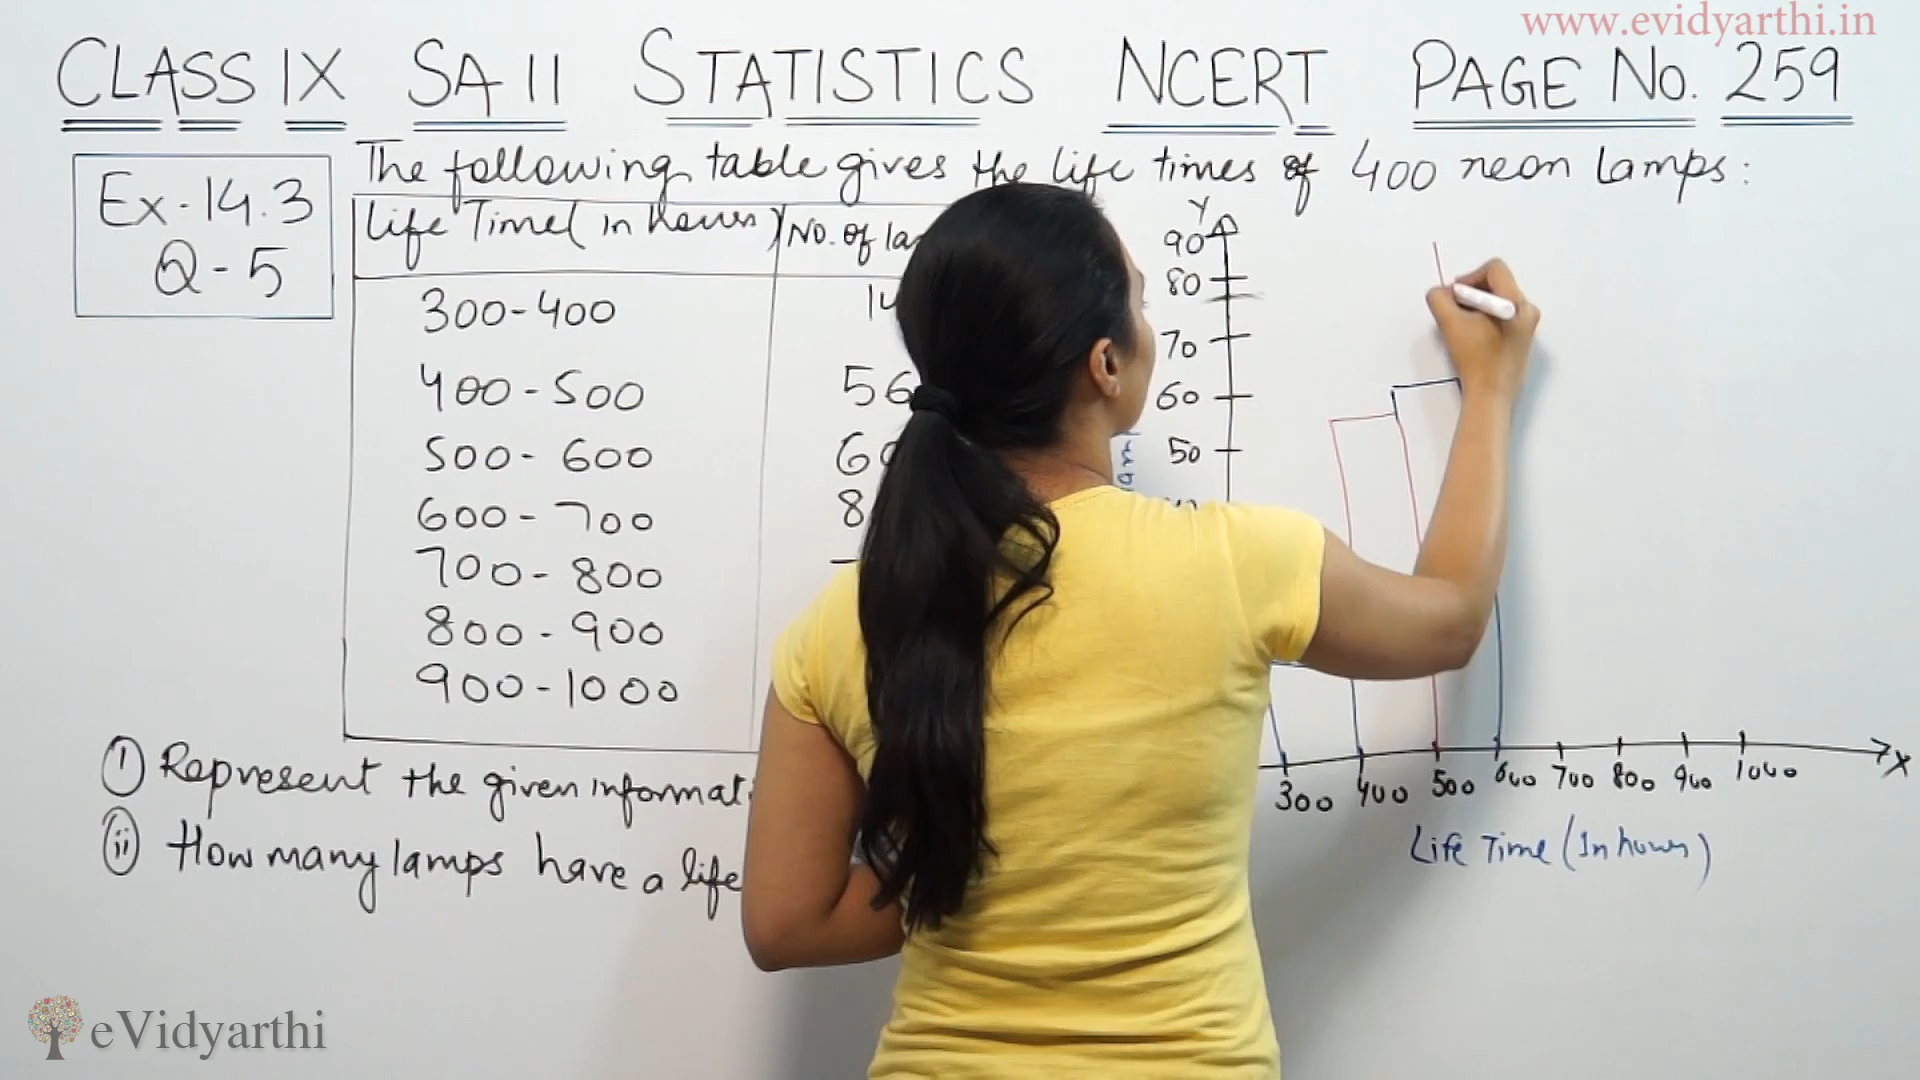 www.evidyarthi.in
CLASS IX SA II STATISTICS NCERT PAGE No. 259
Ex-14.3
Q-5
The following table gives the life times of 400 neon lamps:
Life Time (in hours) No. of la
300-400 14
400-500 56
500-600 60
600-700 8
700-800
800-900
900-1000
Y
90
80
70
60
50
300 400 500 600 700 800 900 1000 X
Life Time (In hours)
i Represent the given informati
ii How many lamps have a life
eVidyarthi